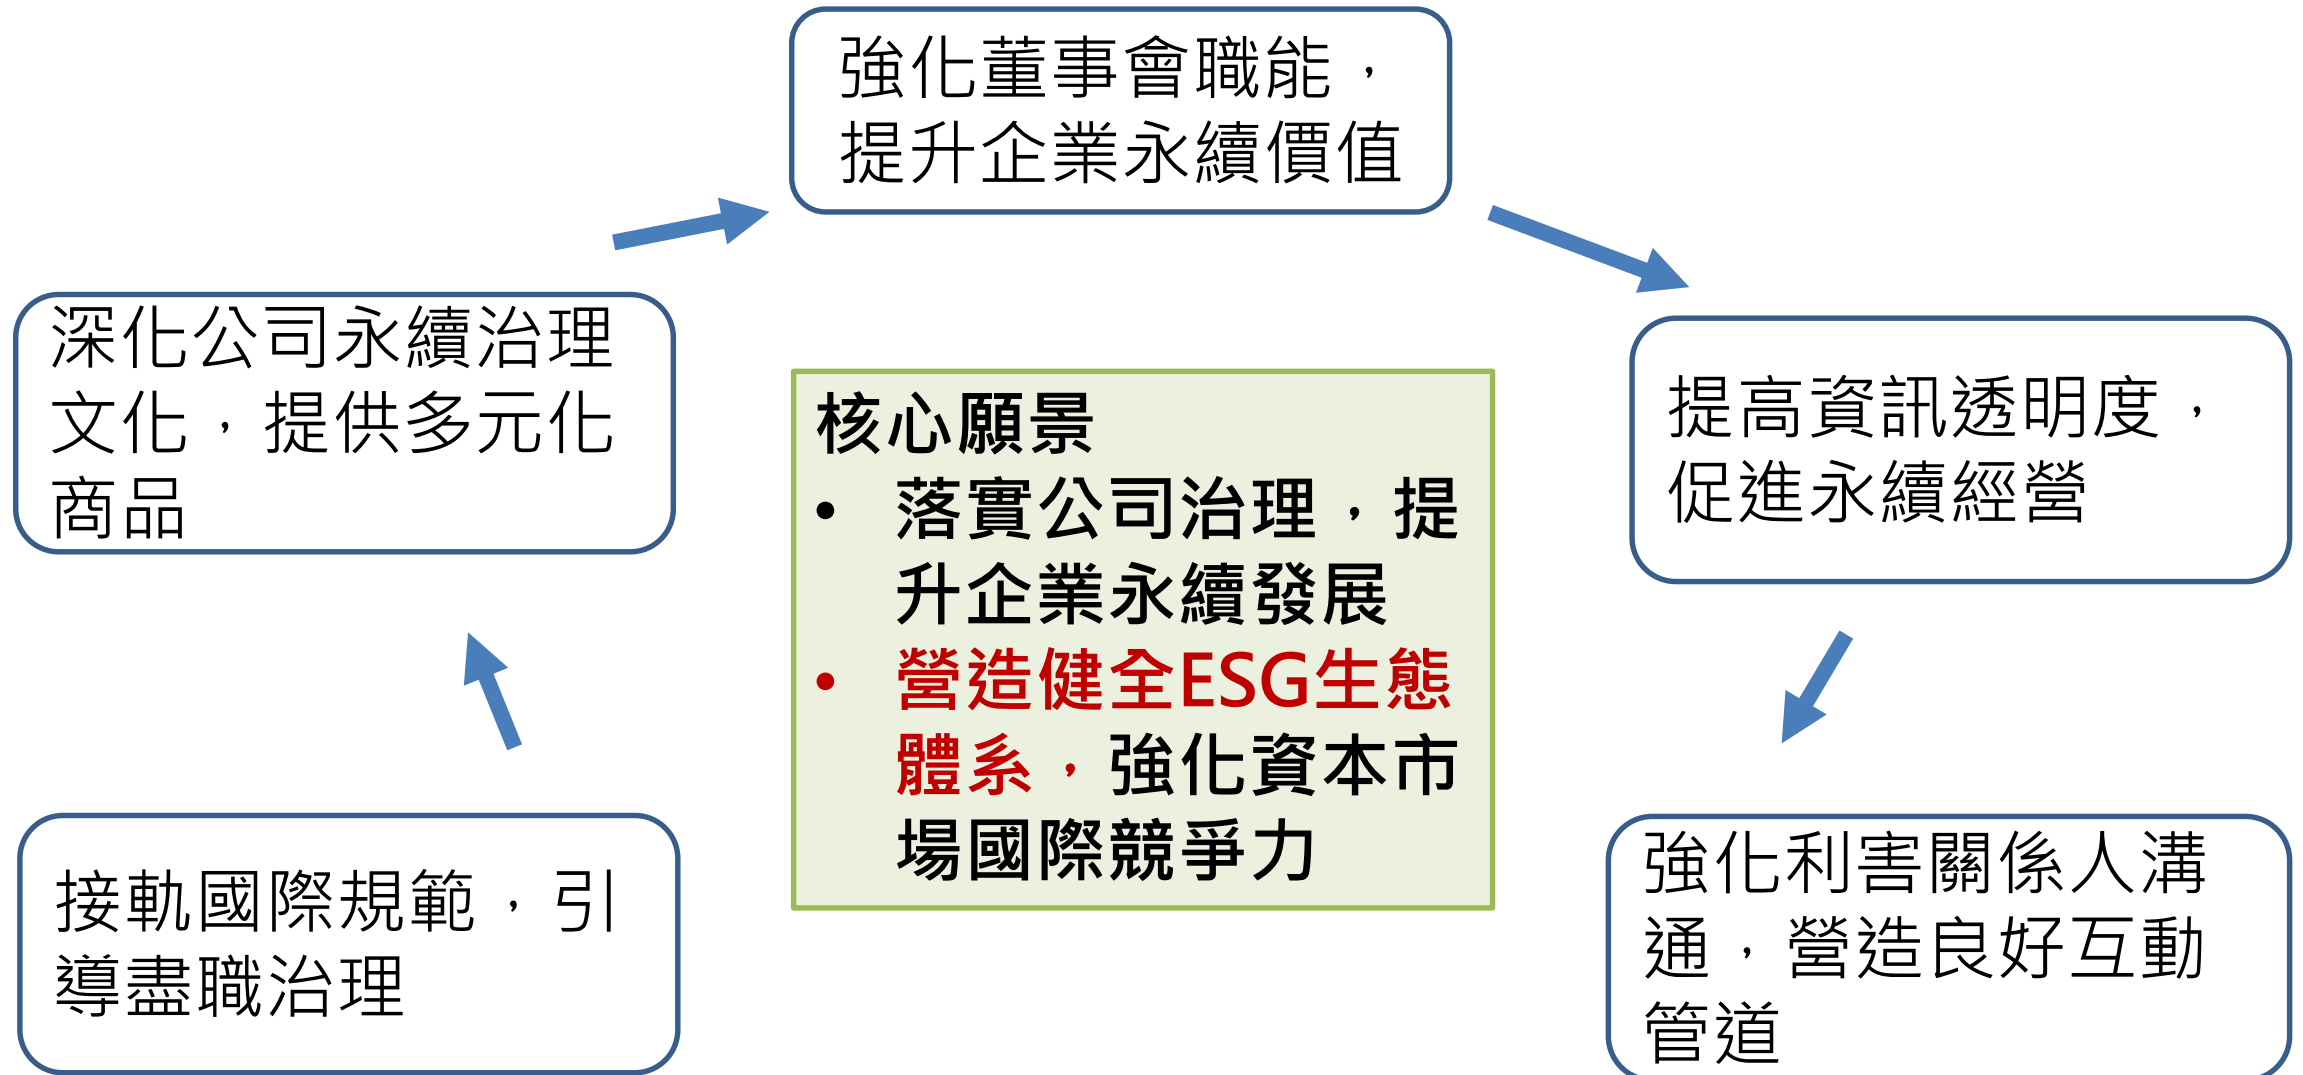 強化董事會職能，
提升企業永續價值
深化公司永續治理
文化，提供多元化
商品
提高資訊透明度，
促進永續經營
核心願景
• 落實公司治理，提
升企業永續發展
• 營造健全ESG生態
體系，強化資本市
場國際競爭力
接軌國際規範，引
導盡職治理
強化利害關係人溝
通，營造良好互動
管道